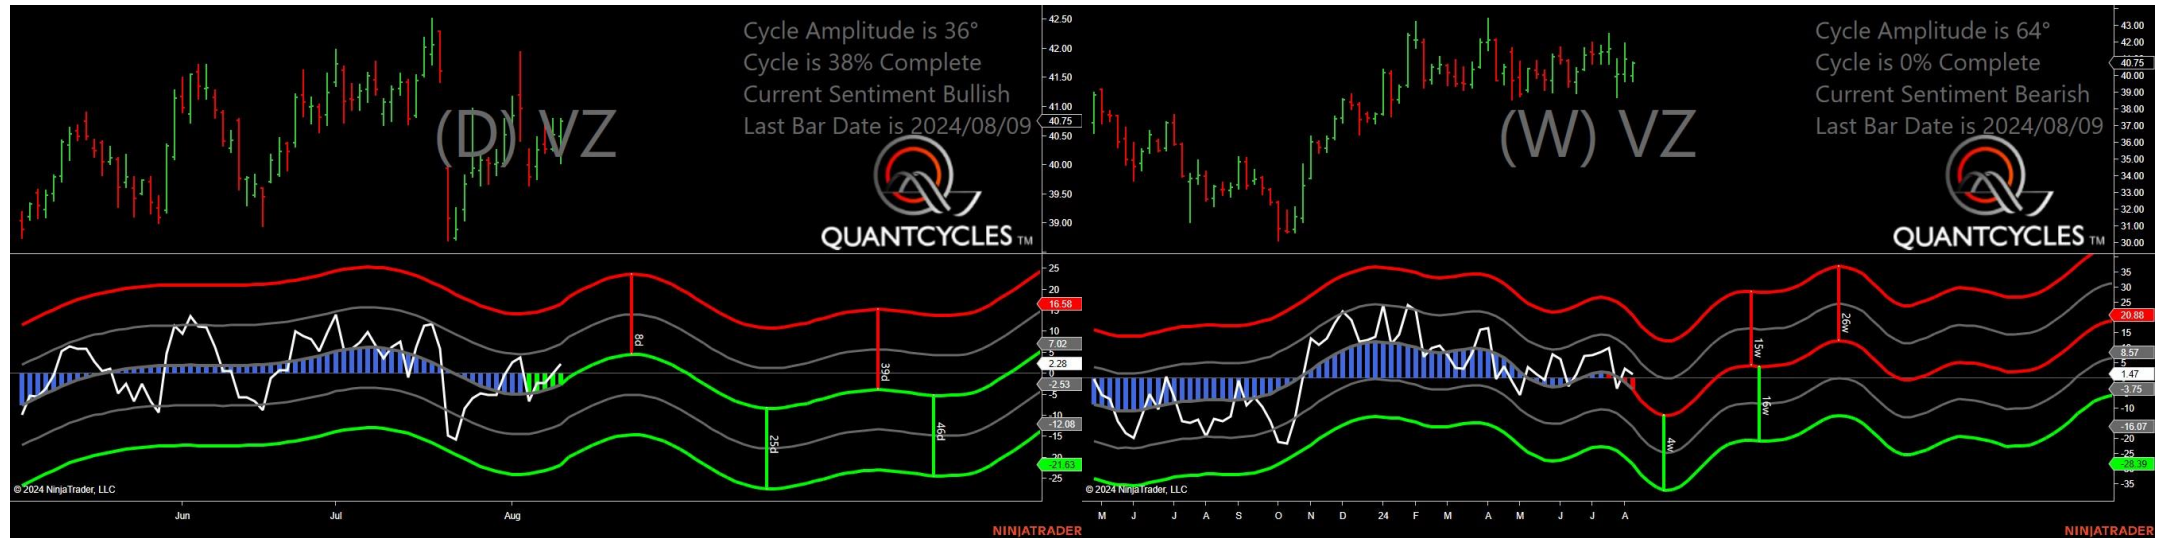 Cycle Amplitude is 36°
Cycle is 38% Complete
Current Sentiment Bullish
Last Bar Date is 2024/08/09
(D) VZ
QUANTCYCLES TM
42.50
42.00
41.50
41.00
40.75
40.50
40.00
39.50
39.00
25
20
16.58
15
10
7.02
5
2.28
0
-2.53
-5
-10
-12.08
-15
-21.63
-25
8d
25d
39d
46d
© 2024 NinjaTrader, LLC
Jun
Jul
Aug
NINJATRADER
Cycle Amplitude is 64°
Cycle is 0% Complete
Current Sentiment Bearish
Last Bar Date is 2024/08/09
(W) VZ
QUANTCYCLES TM
43.00
42.00
40.75
40.00
39.00
38.00
37.00
36.00
35.00
34.00
33.00
32.00
31.00
30.00
35
30
25
20.88
15
8.57
5
1.47
-3.75
-10
-16.07
-20
-25
-28.39
-35
4w
15w
16w
26w
© 2024 NinjaTrader, LLC
M
J
J
A
S
O
N
D
24
F
M
A
M
J
J
A
NINJATRADER